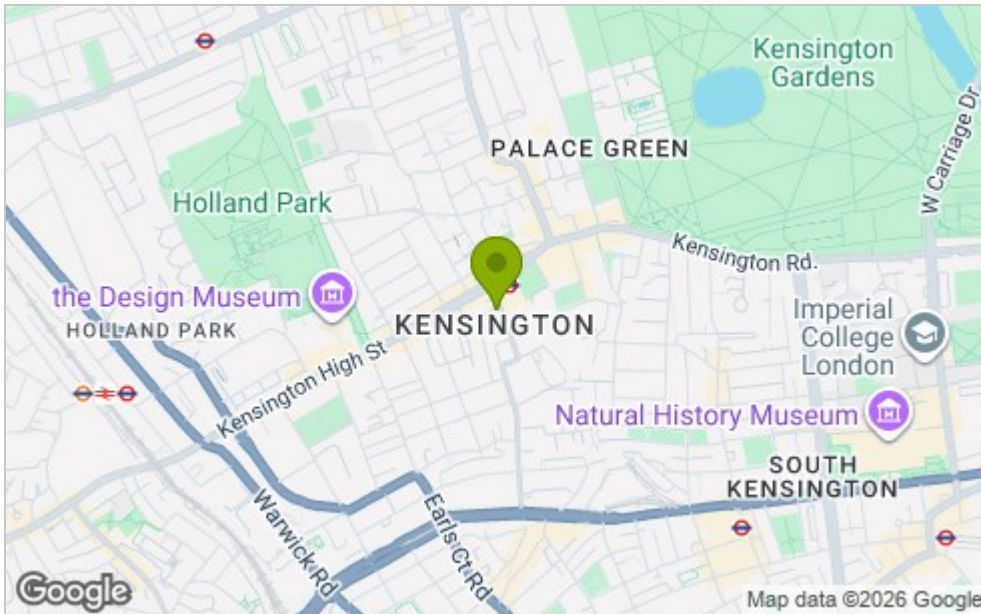 Kensington
Gardens
PALACE GREEN
W Carriage Dr
Holland Park
Kensington Rd.
the Design Museum
HOLLAND PARK
KENSINGTON
Imperial
College
London
Kensington High St
Natural History Museum
SOUTH
KENSINGTON
Warwick Rd
Earls Ct Rd
Google
Map data ©2026 Google